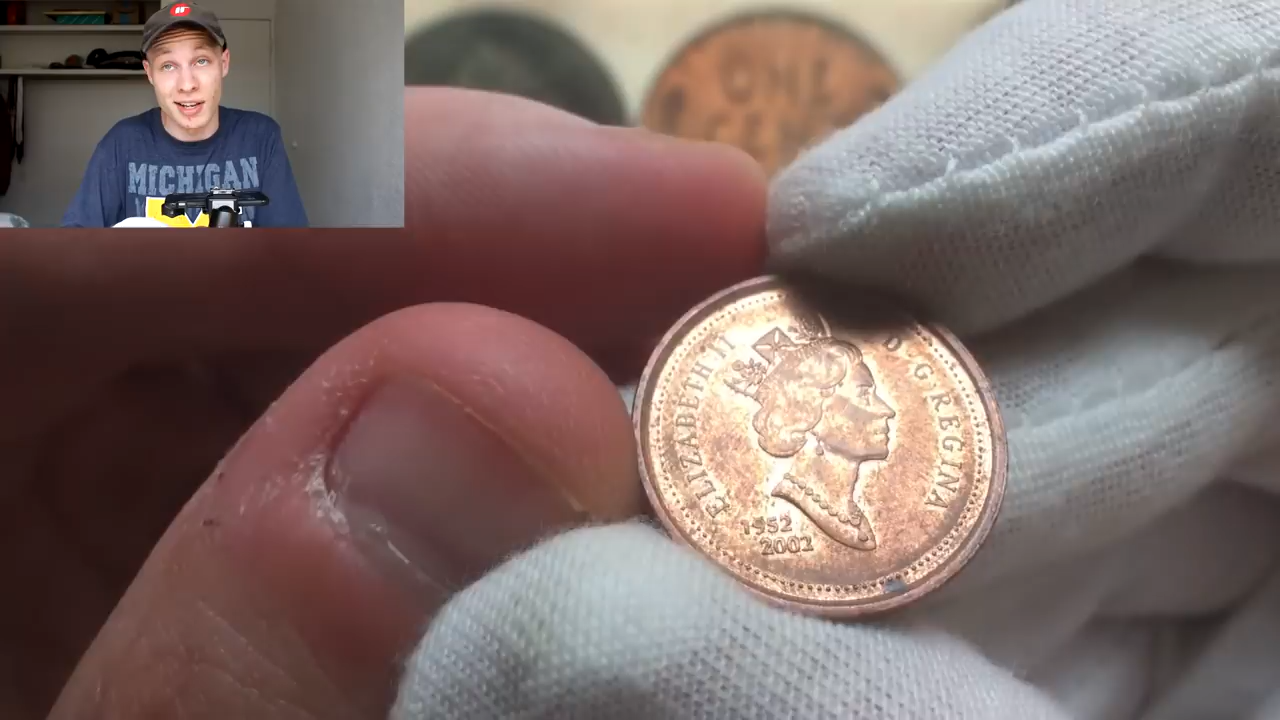 MICHIGAN
ONE
CENT
ELIZABETH II
D·G·REGINA
1952
2002